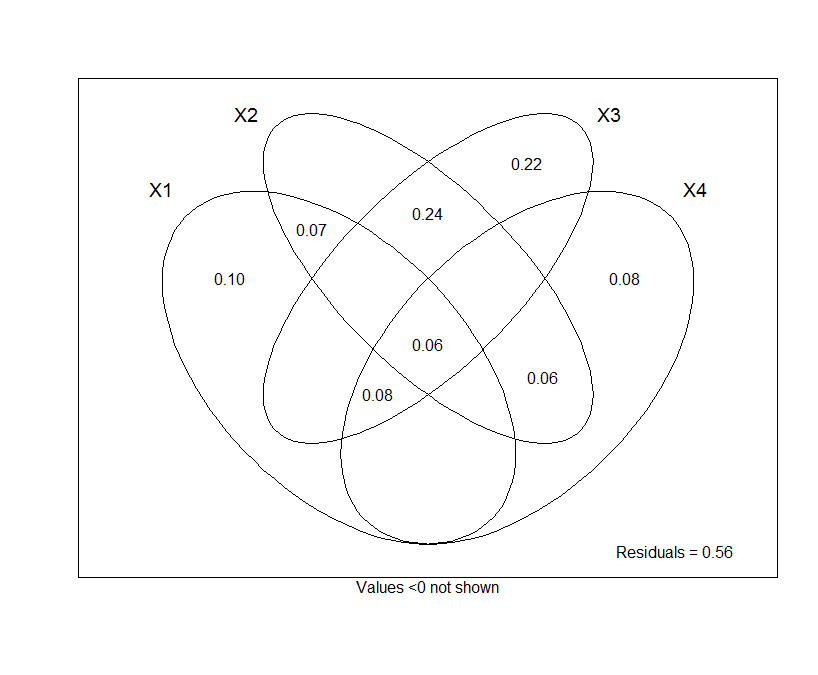 X2
X3
0.22
X1
X4
0.24
0.07
0.10
0.08
0.06
0.06
0.08
Residuals = 0.56
Values <0 not shown